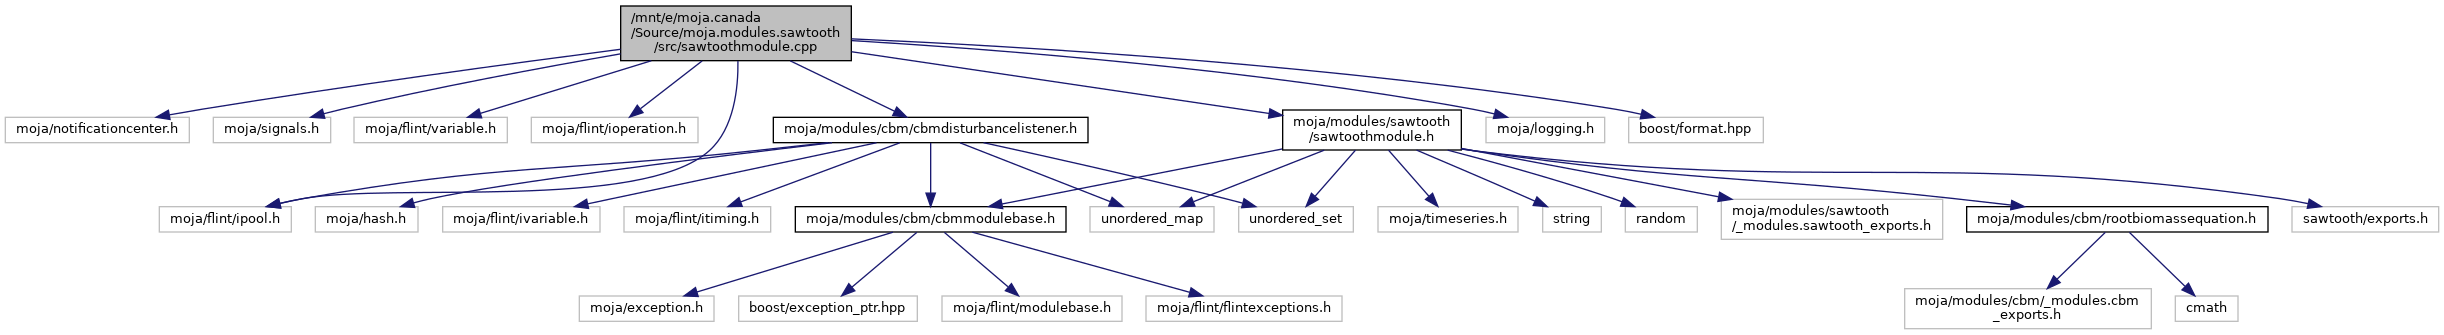 /mnt/e/moja.canada
/Source/moja.modules.sawtooth
/src/sawtoothmodule.cpp
moja/notificationcenter.h
moja/signals.h
moja/flint/variable.h
moja/flint/ioperation.h
moja/modules/cbm/cbmdisturbancelistener.h
moja/modules/sawtooth
/sawtoothmodule.h
moja/logging.h
boost/format.hpp
moja/flint/ipool.h
moja/hash.h
moja/flint/ivariable.h
moja/flint/itiming.h
moja/modules/cbm/cbmmodulebase.h
unordered_map
unordered_set
moja/timeseries.h
string
random
moja/modules/sawtooth
/_modules.sawtooth_exports.h
moja/modules/cbm/rootbiomassequation.h
sawtooth/exports.h
moja/exception.h
boost/exception_ptr.hpp
moja/flint/modulebase.h
moja/flint/flintexceptions.h
moja/modules/cbm/_modules.cbm
_exports.h
cmath